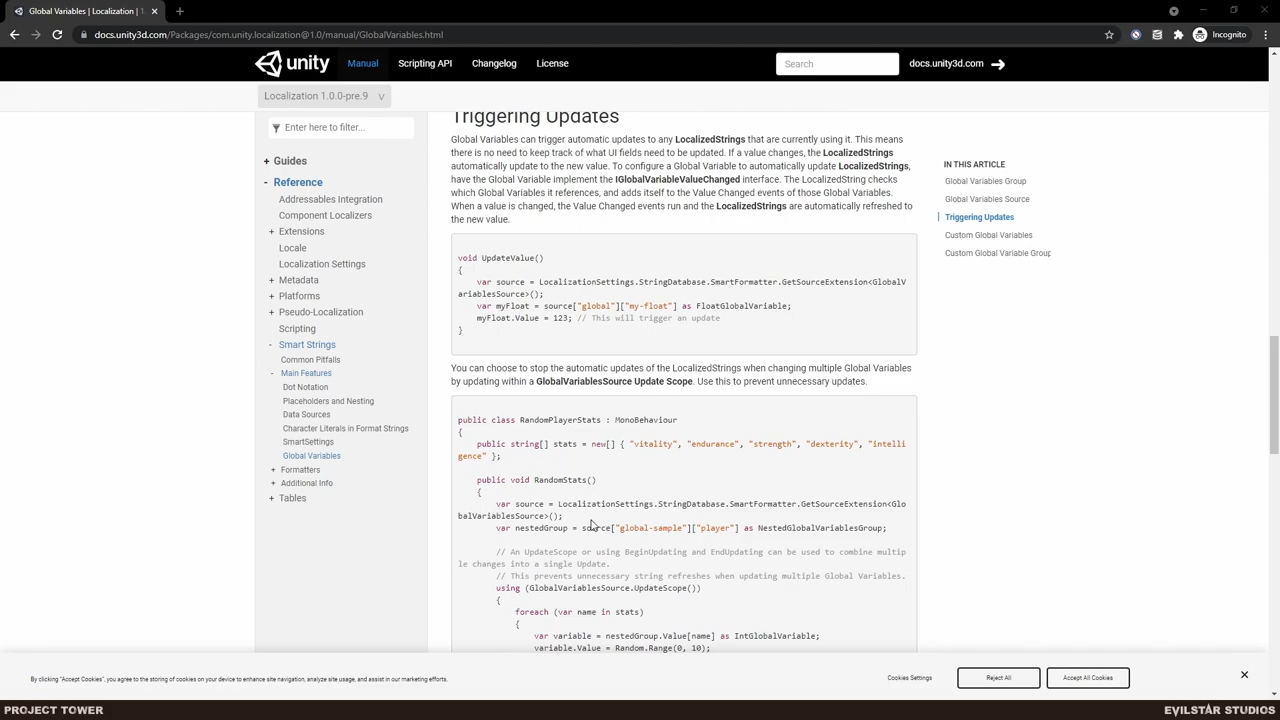 Global Variables | Localization | 1
docs.unity3d.com/Packages/com.unity.localization@1.0/manual/GlobalVariables.html
Incognito
unity
Manual
Scripting API
Changelog
License
Search
docs.unity3d.com
Localization 1.0.0-pre.9
Enter here to filter...
+ Guides
- Reference
Addressables Integration
Component Localizers
+ Extensions
Locale
Localization Settings
+ Metadata
+ Platforms
+ Pseudo-Localization
Scripting
- Smart Strings
Common Pitfalls
- Main Features
Dot Notation
Placeholders and Nesting
Data Sources
Character Literals in Format Strings
SmartSettings
Global Variables
+ Formatters
+ Additional Info
+ Tables
Triggering Updates
Global Variables can trigger automatic updates to any LocalizedStrings that are currently using it. This means
there is no need to keep track of what UI fields need to be updated. If a value changes, the LocalizedStrings
automatically update to the new value. To configure a Global Variable to automatically update LocalizedStrings,
have the Global Variable implement the IGlobalVariableValueChanged interface. The LocalizedString checks
which Global Variables it references, and adds itself to the Value Changed events of those Global Variables.
When a value is changed, the Value Changed events run and the LocalizedStrings are automatically refreshed to
the new value.
void UpdateValue()
{
var source = LocalizationSettings.StringDatabase.SmartFormatter.GetSourceExtension<GlobalV
ariablesSource>();
var myFloat = source["global"]["my-float"] as FloatGlobalVariable;
myFloat.Value = 123; // This will trigger an update
}
You can choose to stop the automatic updates of the LocalizedStrings when changing multiple Global Variables
by updating within a GlobalVariablesSource Update Scope. Use this to prevent unnecessary updates.
public class RandomPlayerStats : MonoBehaviour
{
public string[] stats = new[] { "vitality", "endurance", "strength", "dexterity", "intelli
gence" };
public void RandomStats()
{
var source = LocalizationSettings.StringDatabase.SmartFormatter.GetSourceExtension<Glo
balVariablesSource>();
var nestedGroup = source["global-sample"]["player"] as NestedGlobalVariablesGroup;
// An UpdateScope or using BeginUpdating and EndUpdating can be used to combine multip
le changes into a single Update.
// This prevents unnecessary string refreshes when updating multiple Global Variables.
using (GlobalVariablesSource.UpdateScope())
{
foreach (var name in stats)
{
var variable = nestedGroup.Value[name] as IntGlobalVariable;
variable.Value = Random.Range(0, 10);
IN THIS ARTICLE
Global Variables Group
Global Variables Source
Triggering Updates
Custom Global Variables
Custom Global Variable Group
By clicking "Accept Cookies", you agree to the storing of cookies on your device to enhance site navigation, analyze site usage, and assist in our marketing efforts.
Cookies Settings
Reject All
Accept All Cookies
PROJECT TOWER
EVILSTAR STUDIOS